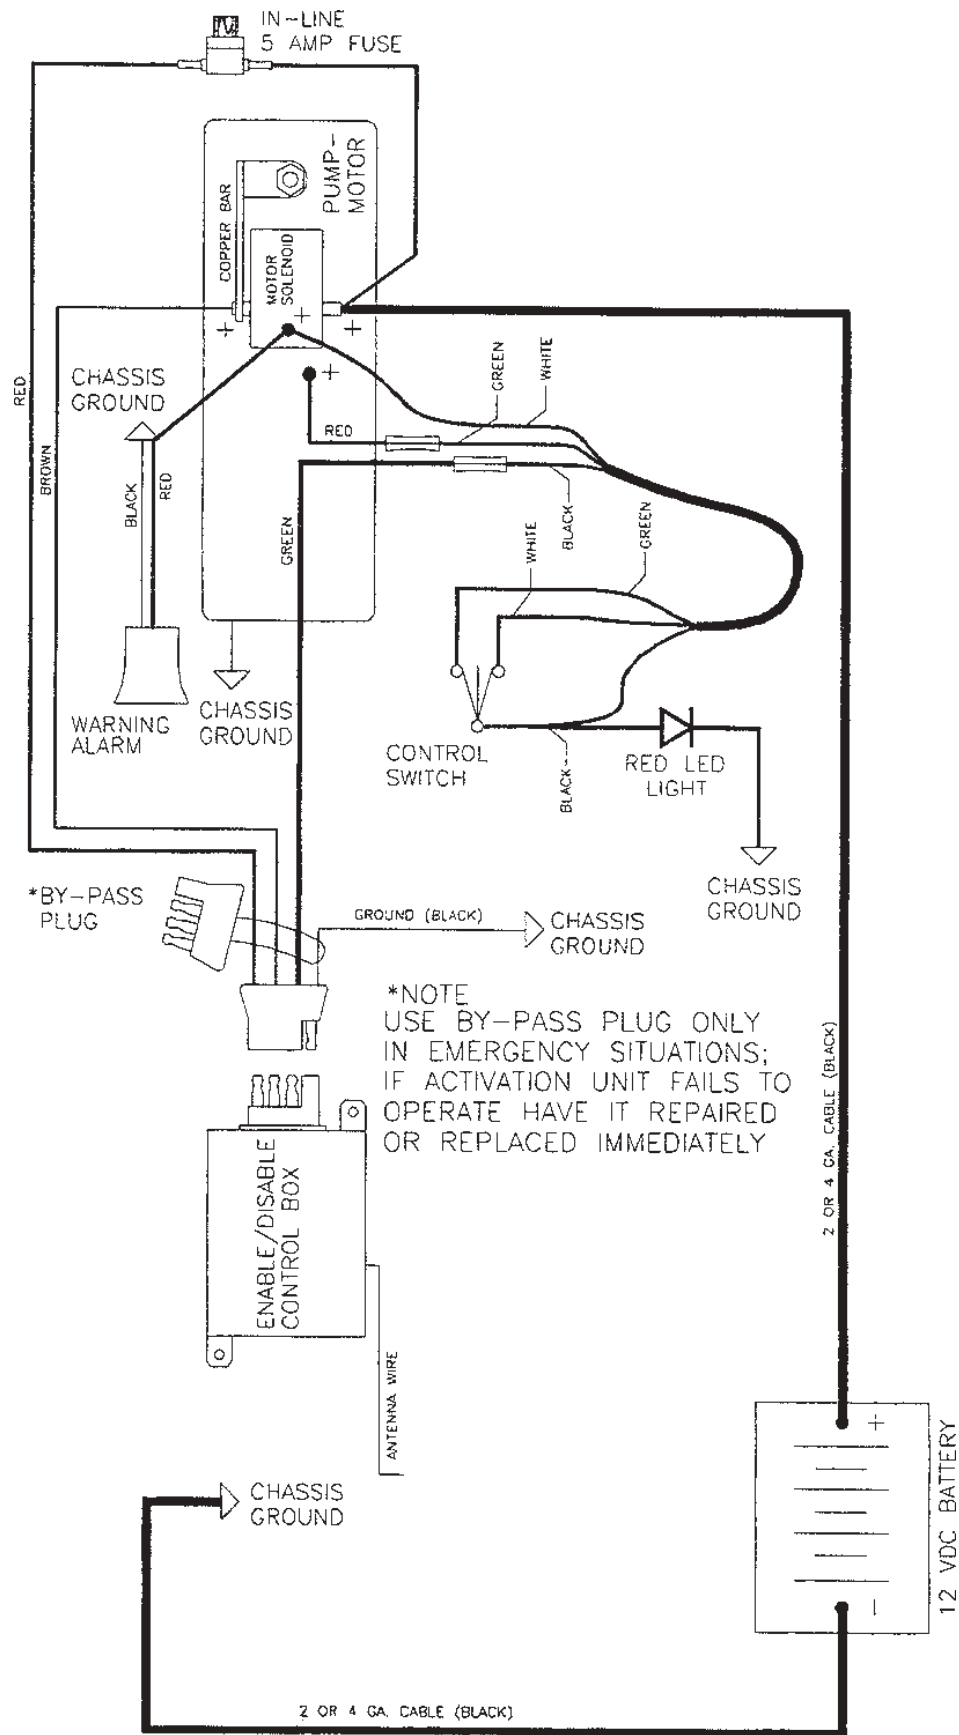 IN-LINE
5 AMP FUSE
PUMP-
MOTOR
COPPER BAR
MOTOR
SOLENOID
+
+
+
+
RED
BROWN
CHASSIS
GROUND
BLACK
RED
RED
GREEN
WHITE
GREEN
BLACK
WHITE
GREEN
WARNING
ALARM
CHASSIS
GROUND
CONTROL
SWITCH
BLACK
RED LED
LIGHT
CHASSIS
GROUND
*BY-PASS
PLUG
GROUND (BLACK)
CHASSIS
GROUND
*NOTE
USE BY-PASS PLUG ONLY
IN EMERGENCY SITUATIONS;
IF ACTIVATION UNIT FAILS TO
OPERATE HAVE IT REPAIRED
OR REPLACED IMMEDIATELY
2 OR 4 GA. CABLE (BLACK)
ENABLE/DISABLE
CONTROL BOX
ANTENNA WIRE
CHASSIS
GROUND
+
-
12 VDC BATTERY
2 OR 4 GA. CABLE (BLACK)